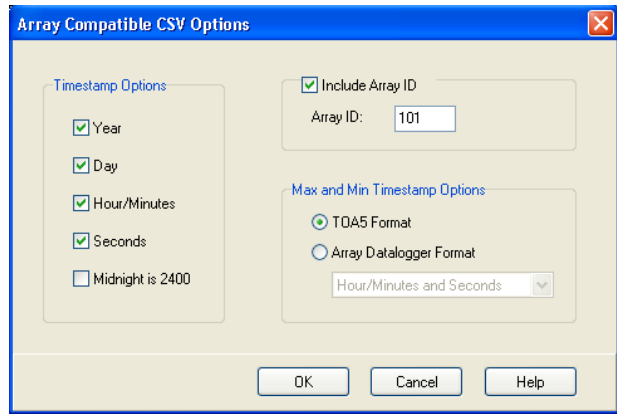 Array Compatible CSV Options
Timestamp Options
Year
Day
Hour/Minutes
Seconds
Midnight is 2400
Include Array ID
Array ID: 101
Max and Min Timestamp Options
TOA5 Format
Array Datalogger Format
Hour/Minutes and Seconds
OK Cancel Help